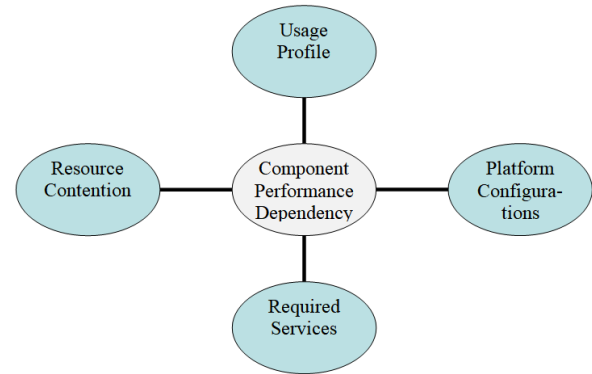 Usage
Profile
Resource
Contention
Component
Performance
Dependency
Platform
Configura-
tions
Required
Services